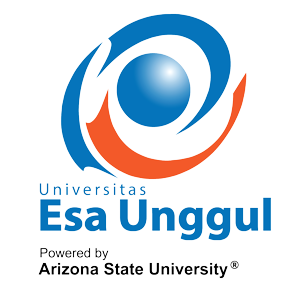 Universitas
Esa Unggul
Powered by
Arizona State University®